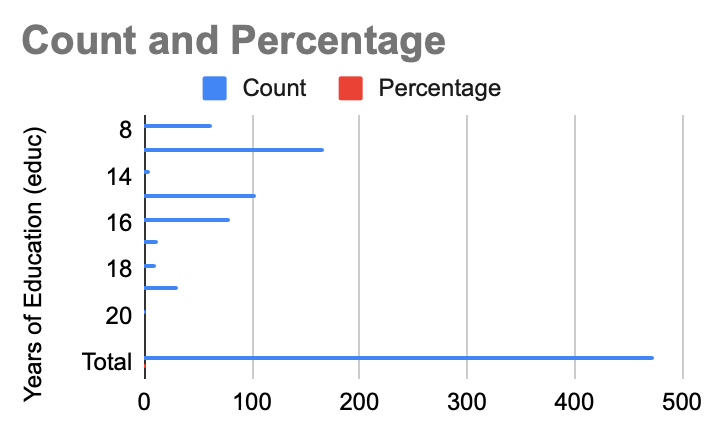 Count and Percentage
Count Percentage
Years of Education (educ)
8
14
16
18
20
Total
0 100 200 300 400 500